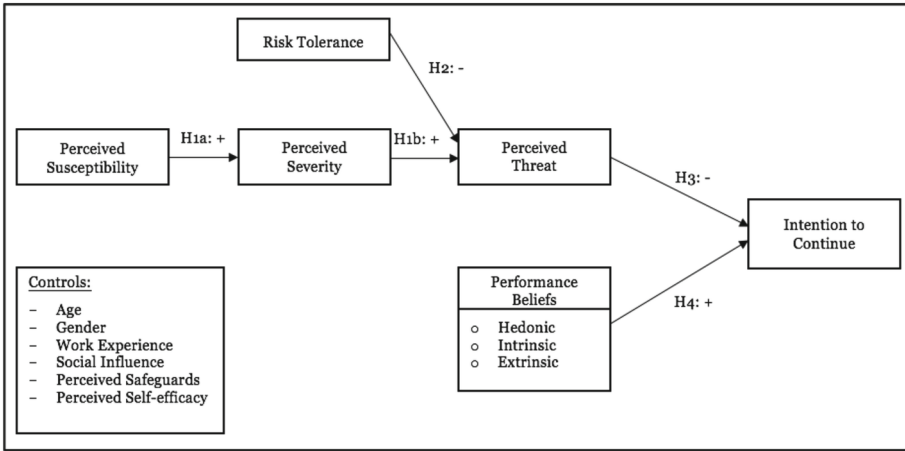 Risk Tolerance
H2: -
Perceived
Susceptibility
H1a: +
Perceived
Severity
H1b: +
Perceived
Threat
H3: -
Intention to
Continue
Controls:
– Age
– Gender
– Work Experience
– Social Influence
– Perceived Safeguards
– Perceived Self-efficacy
Performance
Beliefs
o Hedonic
o Intrinsic
o Extrinsic
H4: +